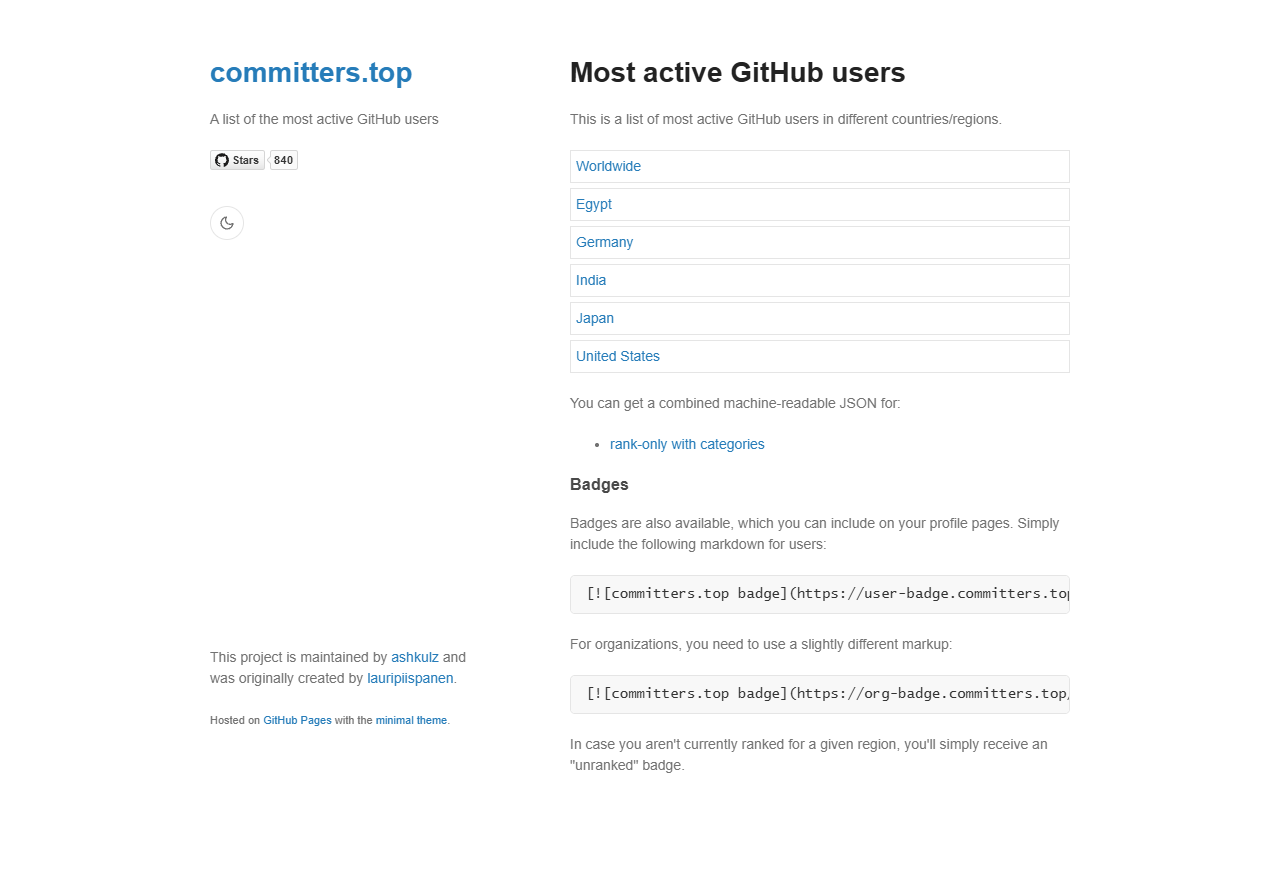 committers.top
A list of the most active GitHub users
Stars 840
Most active GitHub users
This is a list of most active GitHub users in different countries/regions.
Worldwide
Egypt
Germany
India
Japan
United States
You can get a combined machine-readable JSON for:
• rank-only with categories
Badges
Badges are also available, which you can include on your profile pages. Simply
include the following markdown for users:
[![committers.top badge](https://user-badge.committers.top
For organizations, you need to use a slightly different markup:
[![committers.top badge](https://org-badge.committers.top/
In case you aren't currently ranked for a given region, you'll simply receive an
"unranked" badge.
This project is maintained by ashkulz and
was originally created by lauripiispanen.
Hosted on GitHub Pages with the minimal theme.